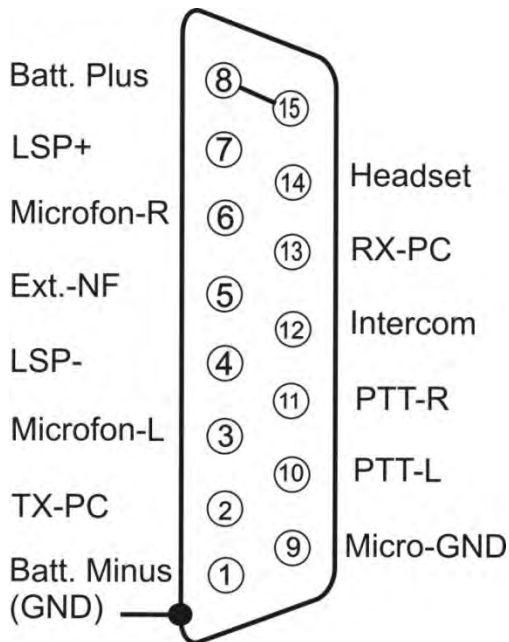 Batt. Plus
8
15
LSP+
7
14
Headset
Microfon-R
6
13
RX-PC
Ext.-NF
5
12
Intercom
LSP-
4
11
PTT-R
Microfon-L
3
10
PTT-L
TX-PC
2
9
Micro-GND
Batt. Minus
1
(GND)